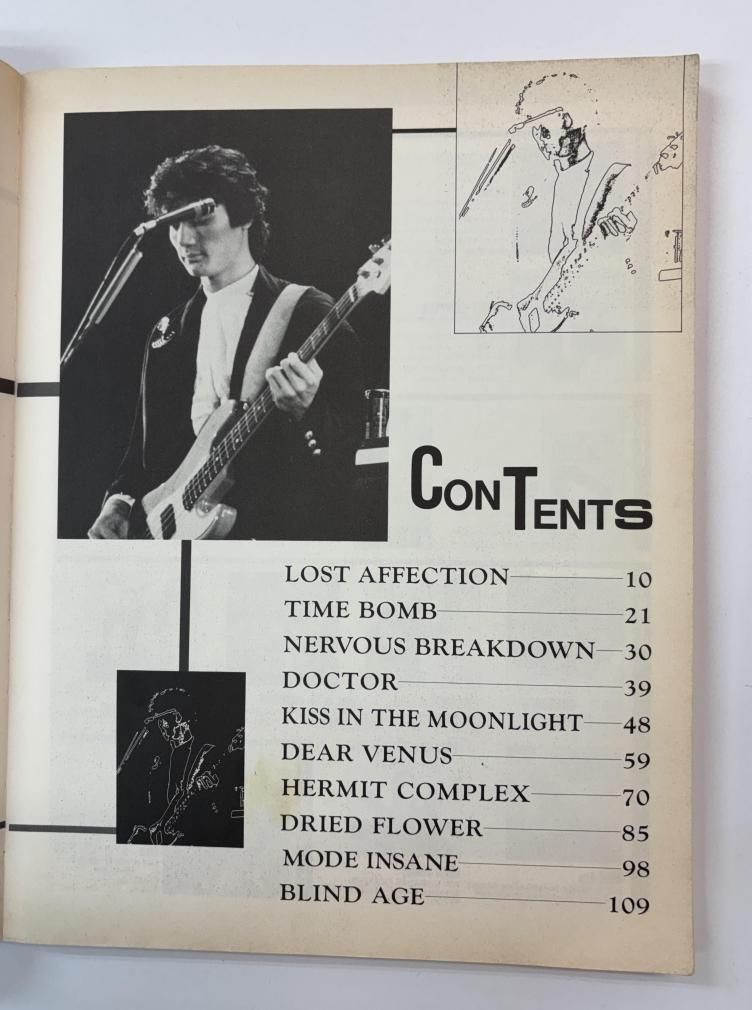 CONTENTS
LOST AFFECTION 10
TIME BOMB 21
NERVOUS BREAKDOWN 30
DOCTOR 39
KISS IN THE MOONLIGHT 48
DEAR VENUS 59
HERMIT COMPLEX 70
DRIED FLOWER 85
MODE INSANE 98
BLIND AGE 109